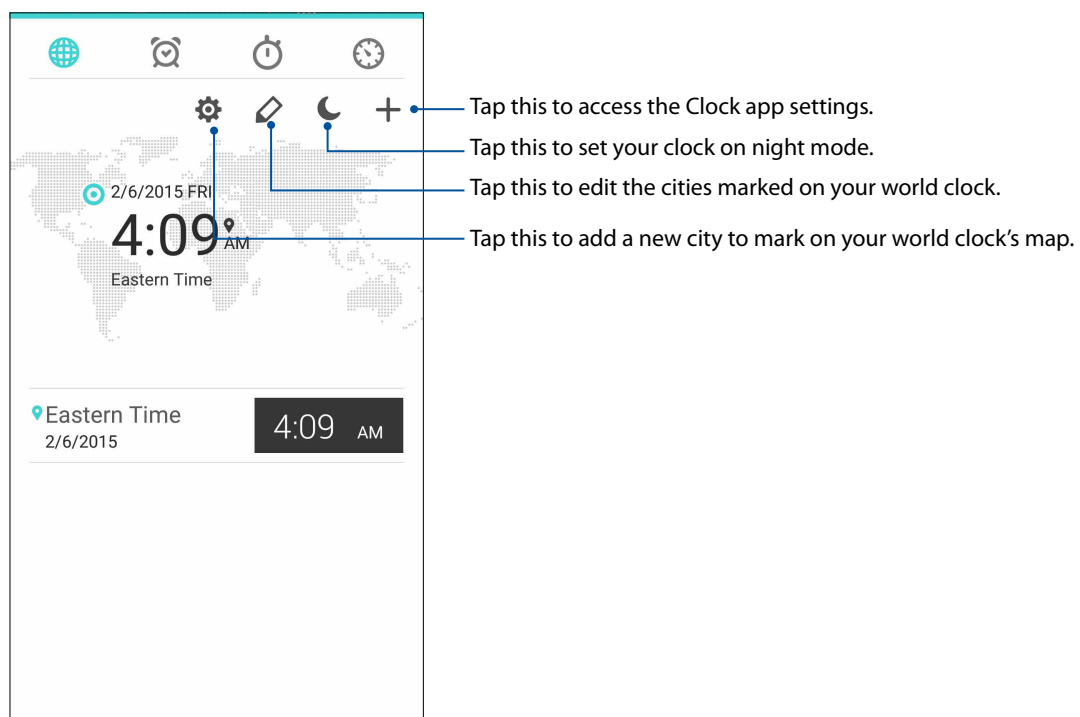 Tap this to access the Clock app settings.
Tap this to set your clock on night mode.
2/6/2015 FRI
Tap this to edit the cities marked on your world clock.
4:09 AM
Tap this to add a new city to mark on your world clock’s map.
Eastern Time
Eastern Time
4:09 AM
2/6/2015